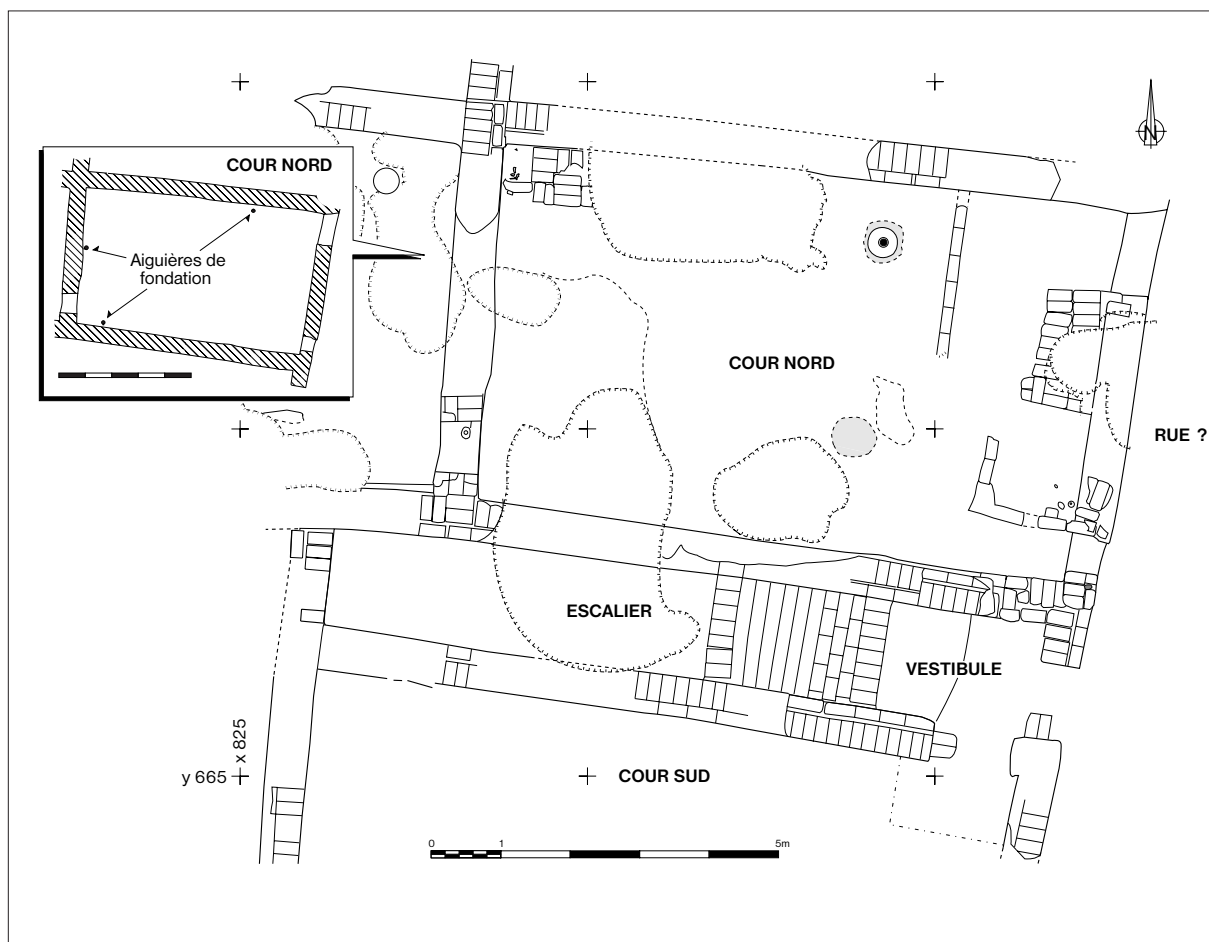 COUR NORD
Aiguières de
fondation
N
COUR NORD
RUE ?
ESCALIER
VESTIBULE
x 825
y 665
COUR SUD
0 1 5m